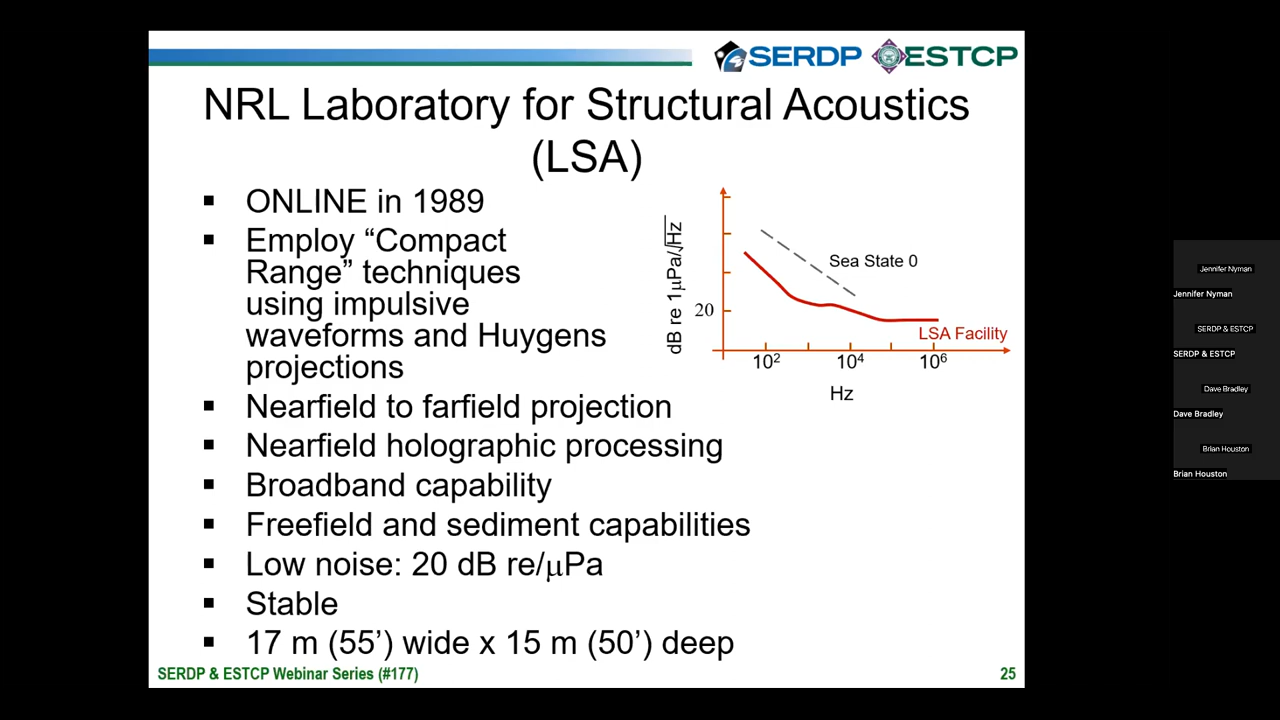 SERDP ESTCP
NRL Laboratory for Structural Acoustics
(LSA)
▪ ONLINE in 1989
▪ Employ “Compact
Range” techniques
using impulsive
waveforms and Huygens
projections
▪ Nearfield to farfield projection
▪ Nearfield holographic processing
▪ Broadband capability
▪ Freefield and sediment capabilities
▪ Low noise: 20 dB re/μPa
▪ Stable
▪ 17 m (55’) wide x 15 m (50’) deep
dB re 1μPa/√Hz
Sea State 0
20
LSA Facility
10² 10⁴ 10⁶
Hz
SERDP & ESTCP Webinar Series (#177)
25
Jennifer Nyman
Jennifer Nyman
SERDP & ESTCP
SERDP & ESTCP
Dave Bradley
Dave Bradley
Brian Houston
Brian Houston